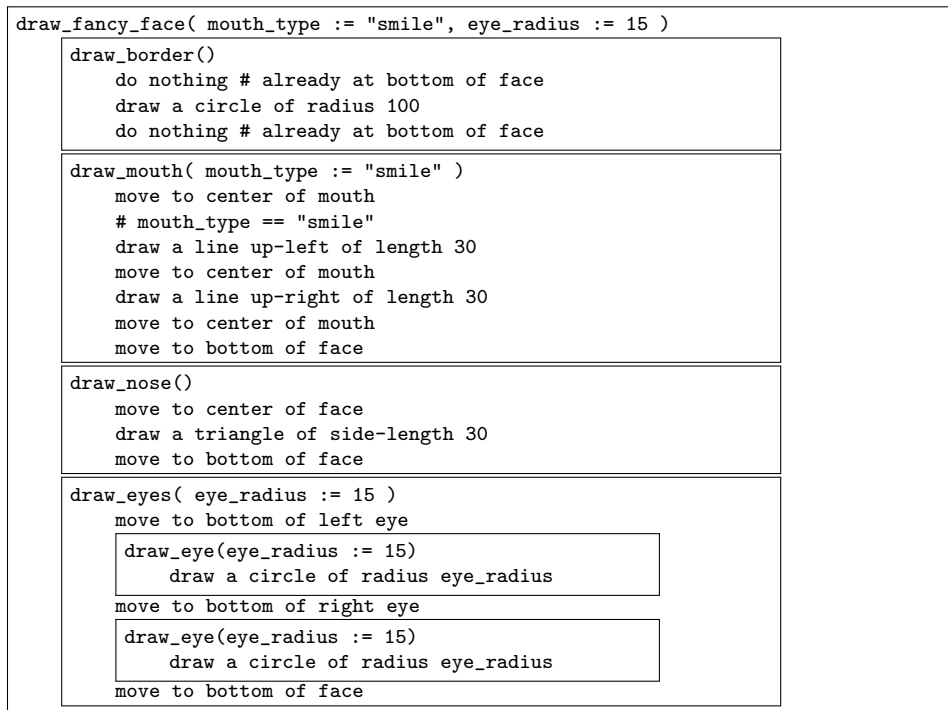 draw_fancy_face( mouth_type := "smile", eye_radius := 15 )
draw_border()
do nothing # already at bottom of face
draw a circle of radius 100
do nothing # already at bottom of face
draw_mouth( mouth_type := "smile" )
move to center of mouth
# mouth_type == "smile"
draw a line up-left of length 30
move to center of mouth
draw a line up-right of length 30
move to center of mouth
move to bottom of face
draw_nose()
move to center of face
draw a triangle of side-length 30
move to bottom of face
draw_eyes( eye_radius := 15 )
move to bottom of left eye
draw_eye(eye_radius := 15)
draw a circle of radius eye_radius
move to bottom of right eye
draw_eye(eye_radius := 15)
draw a circle of radius eye_radius
move to bottom of face